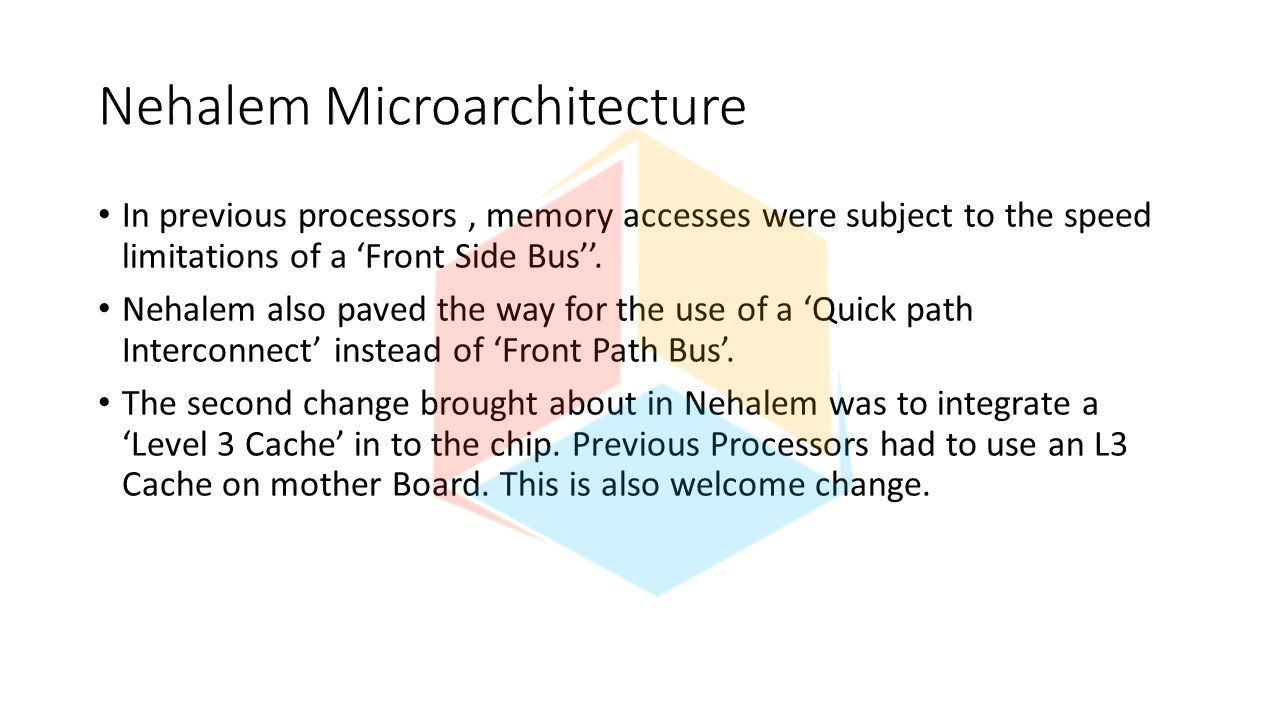 Nehalem Microarchitecture
• In previous processors , memory accesses were subject to the speed
limitations of a ‘Front Side Bus’’.
• Nehalem also paved the way for the use of a ‘Quick path
Interconnect’ instead of ‘Front Path Bus’.
• The second change brought about in Nehalem was to integrate a
‘Level 3 Cache’ in to the chip. Previous Processors had to use an L3
Cache on mother Board. This is also welcome change.